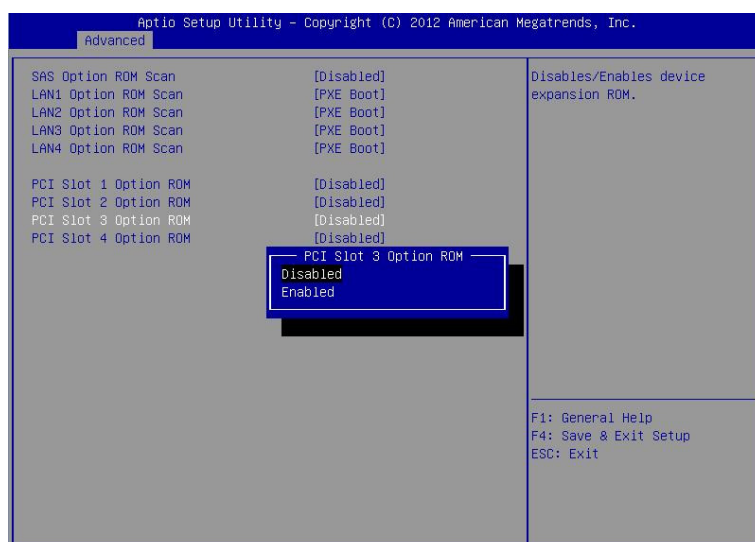 Aptio Setup Utility – Copyright (C) 2012 American Megatrends, Inc.
Advanced
SAS Option ROM Scan [Disabled]
LAN1 Option ROM Scan [PXE Boot]
LAN2 Option ROM Scan [PXE Boot]
LAN3 Option ROM Scan [PXE Boot]
LAN4 Option ROM Scan [PXE Boot]
PCI Slot 1 Option ROM [Disabled]
PCI Slot 2 Option ROM [Disabled]
PCI Slot 3 Option ROM [Disabled]
PCI Slot 4 Option ROM [Disabled]
PCI Slot 3 Option ROM
Disabled
Enabled
Disables/Enables device
expansion ROM.
F1: General Help
F4: Save & Exit Setup
ESC: Exit